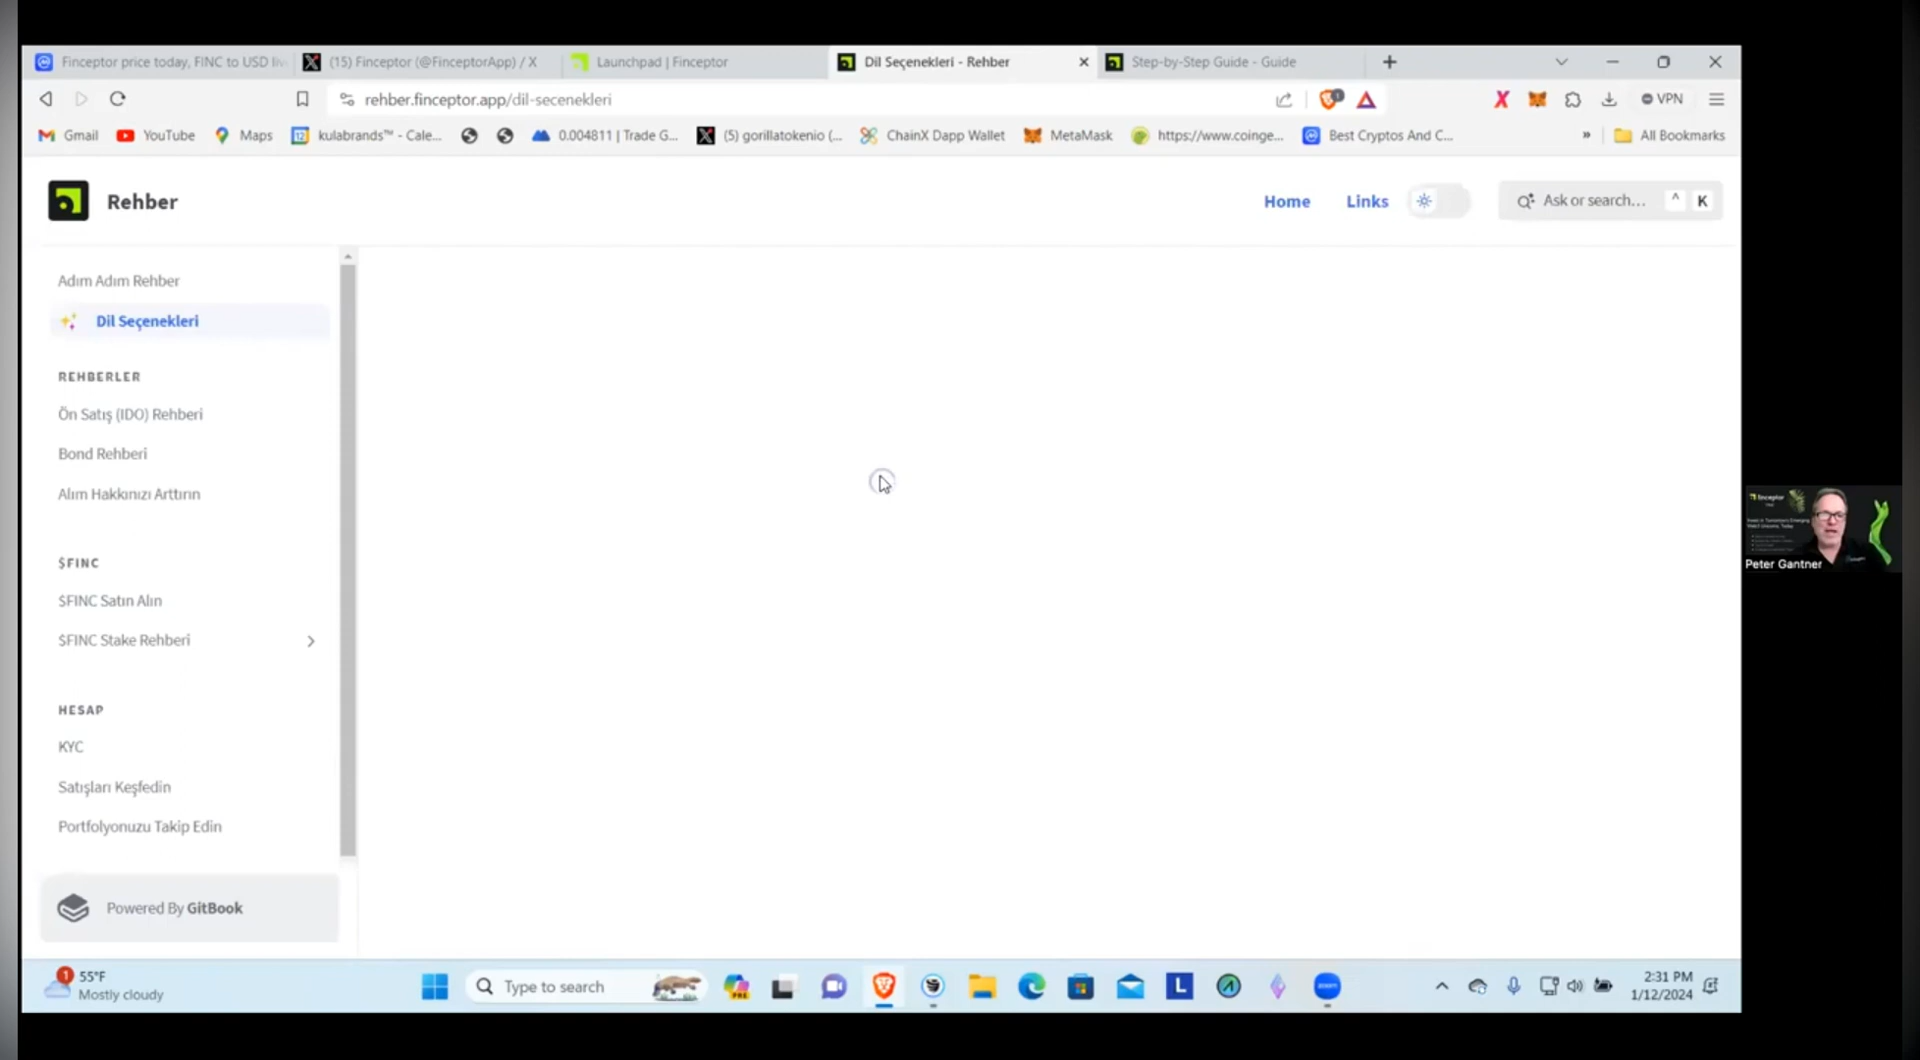 Finceptor price today, FINC to USD liv
(15) Finceptor (@FinceptorApp) / X
Launchpad | Finceptor
Dil Seçenekleri - Rehber
Step-by-Step Guide - Guide
rehber.finceptor.app/dil-secenekleri
VPN
Gmail
YouTube
Maps
kulabrands™ - Cale...
0.004811 | Trade G...
(5) gorillatokenio (...
ChainX Dapp Wallet
MetaMask
https://www.coinge...
Best Cryptos And C...
»
All Bookmarks
Rehber
Home
Links
Ask or search...
^
K
Adım Adım Rehber
Dil Seçenekleri
REHBERLER
Ön Satış (IDO) Rehberi
Bond Rehberi
Alım Hakkınızı Arttırın
$FINC
$FINC Satın Alın
$FINC Stake Rehberi
HESAP
KYC
Satışları Keşfedin
Portfolyonuzu Takip Edin
Powered By GitBook
finceptor
Peter Gantner
1
55°F
Mostly cloudy
Type to search
PRE
L
zoom
2:31 PM
1/12/2024